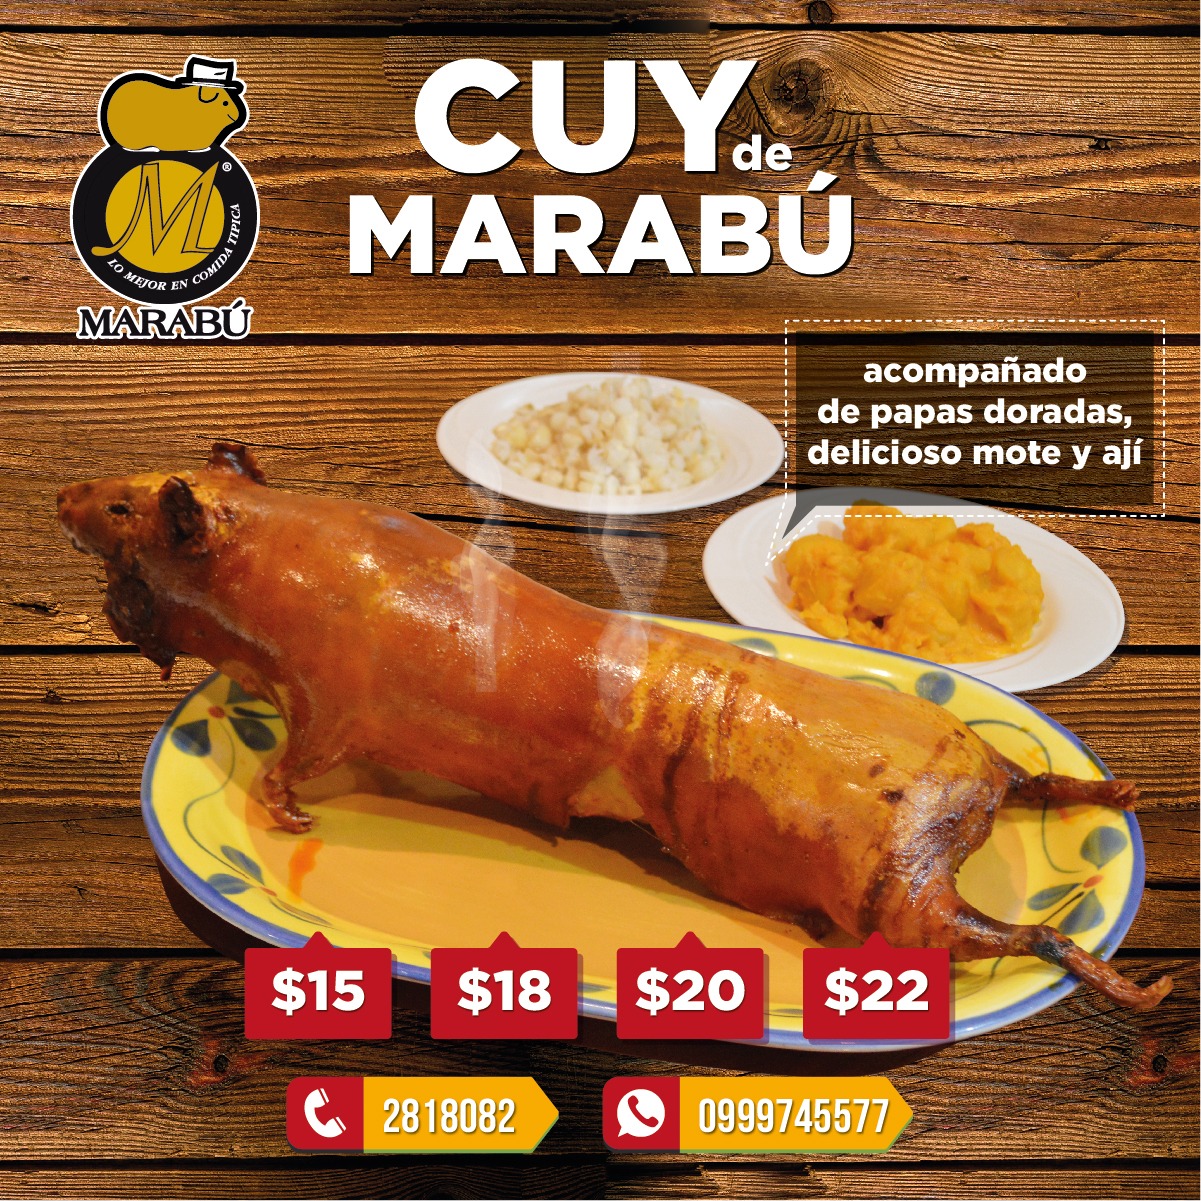 CUY
de
MARABÚ
M®
LO MEJOR EN COMIDA TIPICA
MARABÚ
acompañado
de papas doradas,
delicioso mote y ají
$15 $18 $20 $22
2818082 0999745577